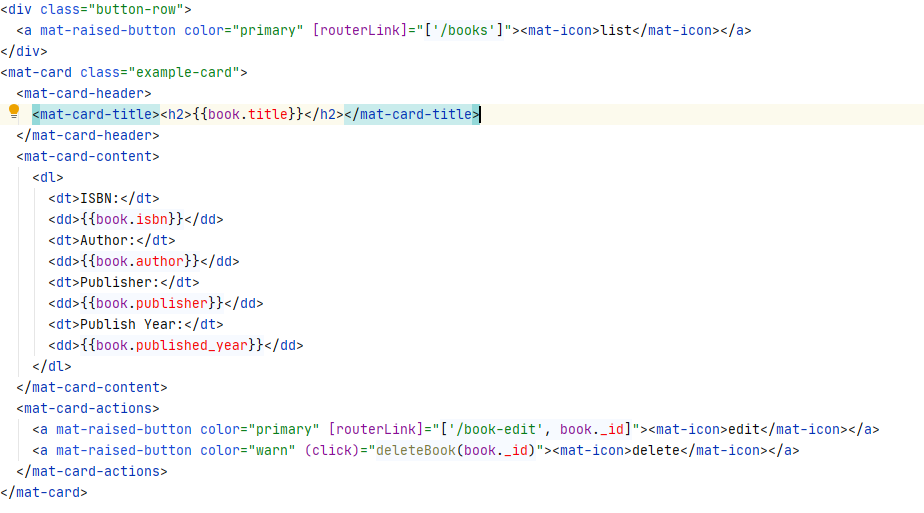 <div class="button-row">
  <a mat-raised-button color="primary" [routerLink]="['/books']"><mat-icon>list</mat-icon></a>
</div>
<mat-card class="example-card">
  <mat-card-header>
    <mat-card-title><h2>{{book.title}}</h2></mat-card-title>
  </mat-card-header>
  <mat-card-content>
    <dl>
      <dt>ISBN:</dt>
      <dd>{{book.isbn}}</dd>
      <dt>Author:</dt>
      <dd>{{book.author}}</dd>
      <dt>Publisher:</dt>
      <dd>{{book.publisher}}</dd>
      <dt>Publish Year:</dt>
      <dd>{{book.published_year}}</dd>
    </dl>
  </mat-card-content>
  <mat-card-actions>
    <a mat-raised-button color="primary" [routerLink]="['/book-edit', book._id]"><mat-icon>edit</mat-icon></a>
    <a mat-raised-button color="warn" (click)="deleteBook(book._id)"><mat-icon>delete</mat-icon></a>
  </mat-card-actions>
</mat-card>